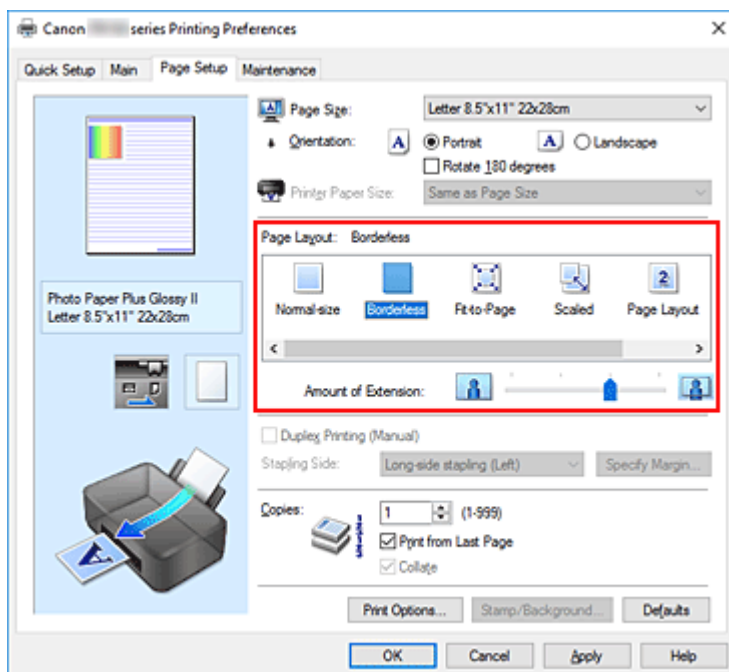 Canon series Printing Preferences
Quick Setup Main Page Setup Maintenance
Page Size: Letter 8.5"x11" 22x28cm
Orientation: A Portrait A Landscape
Rotate 180 degrees
Printer Paper Size: Same as Page Size
Page Layout: Borderless
Normal-size Borderless Fit-to-Page Scaled Page Layout
Photo Paper Plus Glossy II
Letter 8.5"x11" 22x28cm
Amount of Extension:
Duplex Printing (Manual)
Stapling Side: Long-side stapling (Left) Specify Margin...
Copies: 1 (1-999)
Print from Last Page
Collate
Print Options... Stamp/Background... Defaults
OK Cancel Apply Help